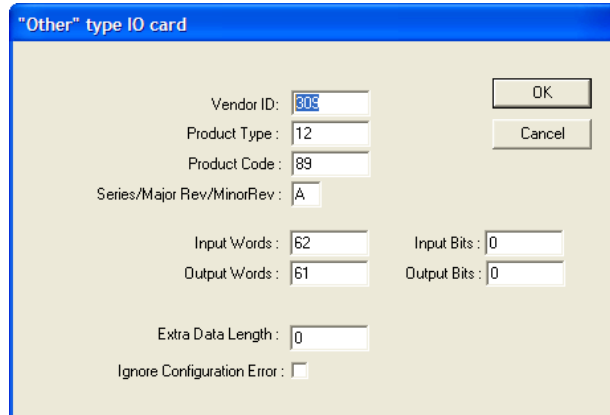 "Other" type IO card
Vendor ID: 309
OK
Product Type : 12
Cancel
Product Code : 89
Series/Major Rev/MinorRev : A
Input Words : 62 Input Bits : 0
Output Words : 61 Output Bits : 0
Extra Data Length : 0
Ignore Configuration Error :